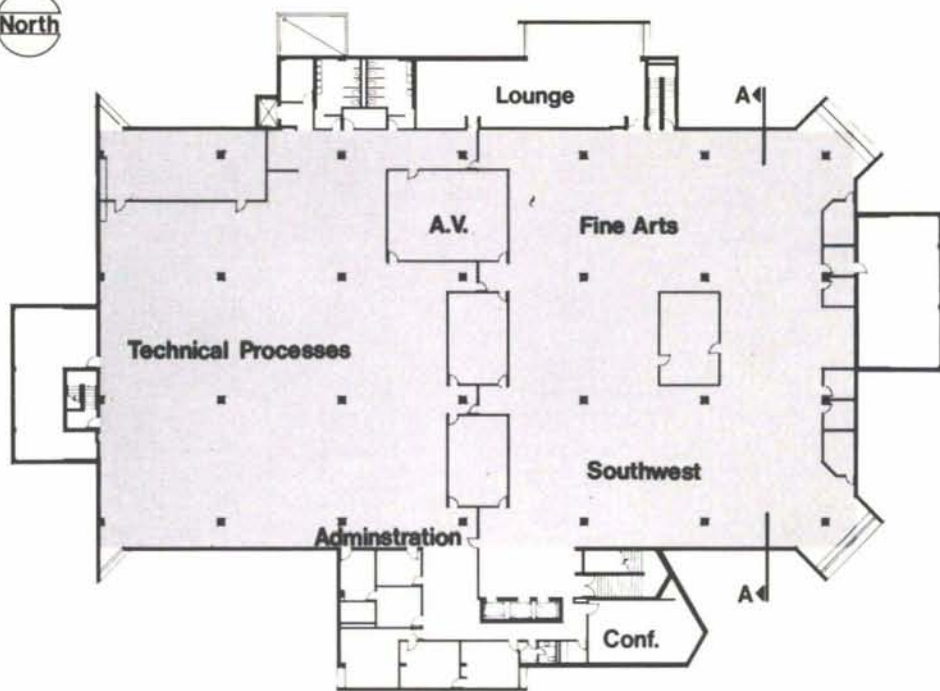 North
Lounge
A
A.V.
Fine Arts
Technical Processes
Southwest
Adminstration
A
Conf.